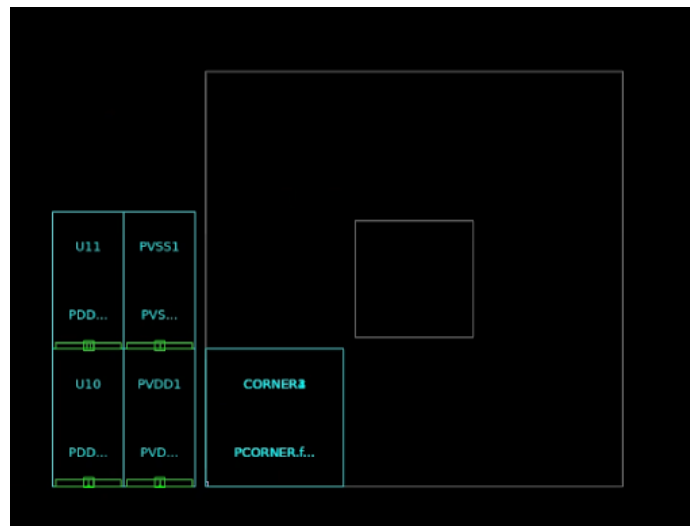 U11 PVSS1
PDD... PVS...
U10 PVDD1 CORNER
PDD... PVD... PCORNER.f...